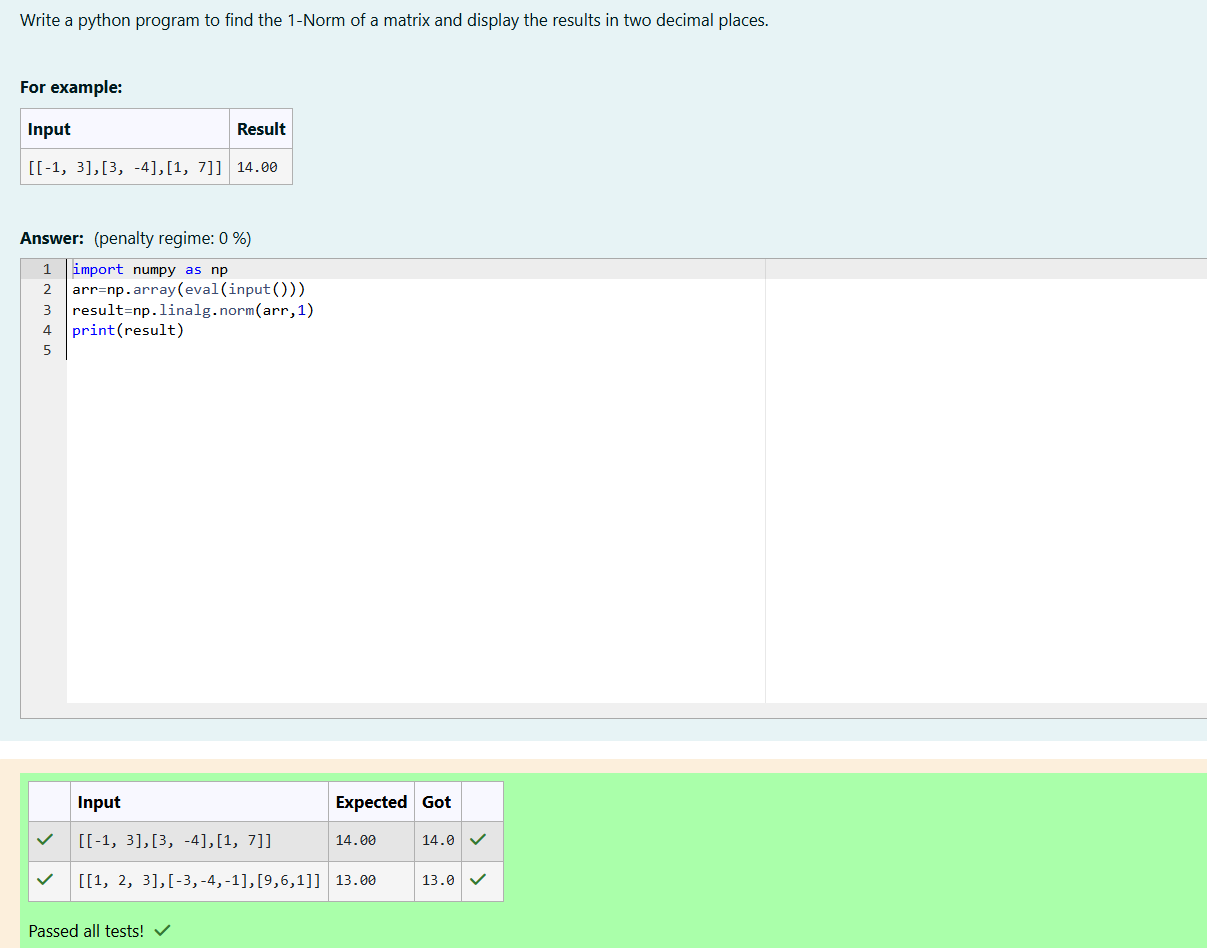 Write a python program to find the 1-Norm of a matrix and display the results in two decimal places.
For example:
Input Result
[[-1, 3],[3, -4],[1, 7]] 14.00
Answer: (penalty regime: 0 %)
1 import numpy as np
2 arr=np.array(eval(input()))
3 result=np.linalg.norm(arr,1)
4 print(result)
5
Input Expected Got
[[-1, 3],[3, -4],[1, 7]] 14.00 14.0
[[1, 2, 3],[-3,-4,-1],[9,6,1]] 13.00 13.0
Passed all tests!